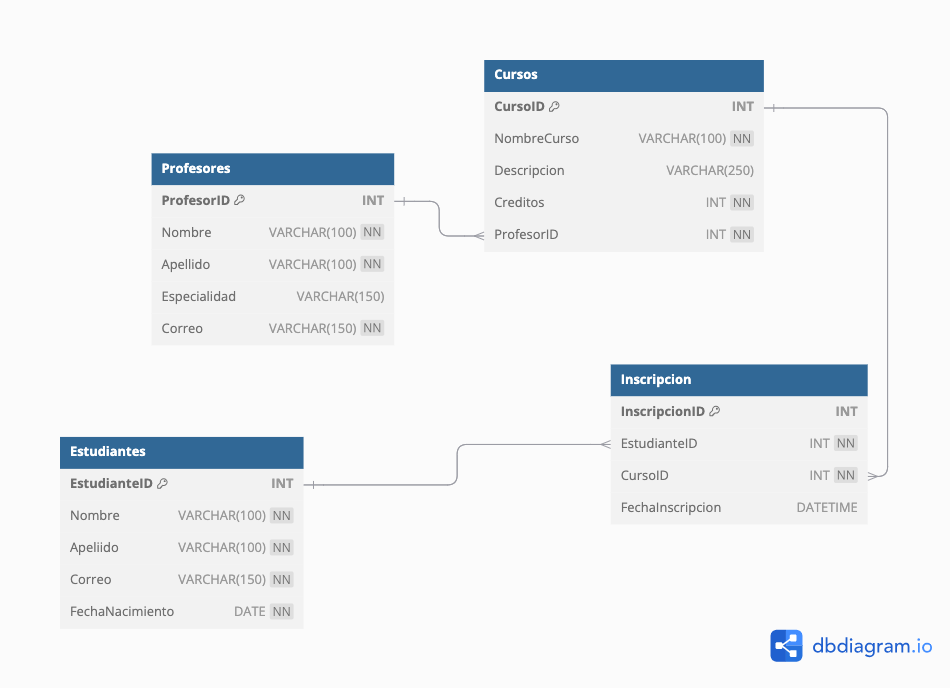 Cursos
CursoID INT
NombreCurso VARCHAR(100) NN
Descripcion VARCHAR(250)
Creditos INT NN
ProfesorID INT NN
Profesores
ProfesorID INT
Nombre VARCHAR(100) NN
Apellido VARCHAR(100) NN
Especialidad VARCHAR(150)
Correo VARCHAR(150) NN
Inscripcion
InscripcionID INT
EstudianteID INT NN
CursoID INT NN
FechaInscripcion DATETIME
Estudiantes
EstudianteID INT
Nombre VARCHAR(100) NN
Apeliido VARCHAR(100) NN
Correo VARCHAR(150) NN
FechaNacimiento DATE NN
dbdiagram.io